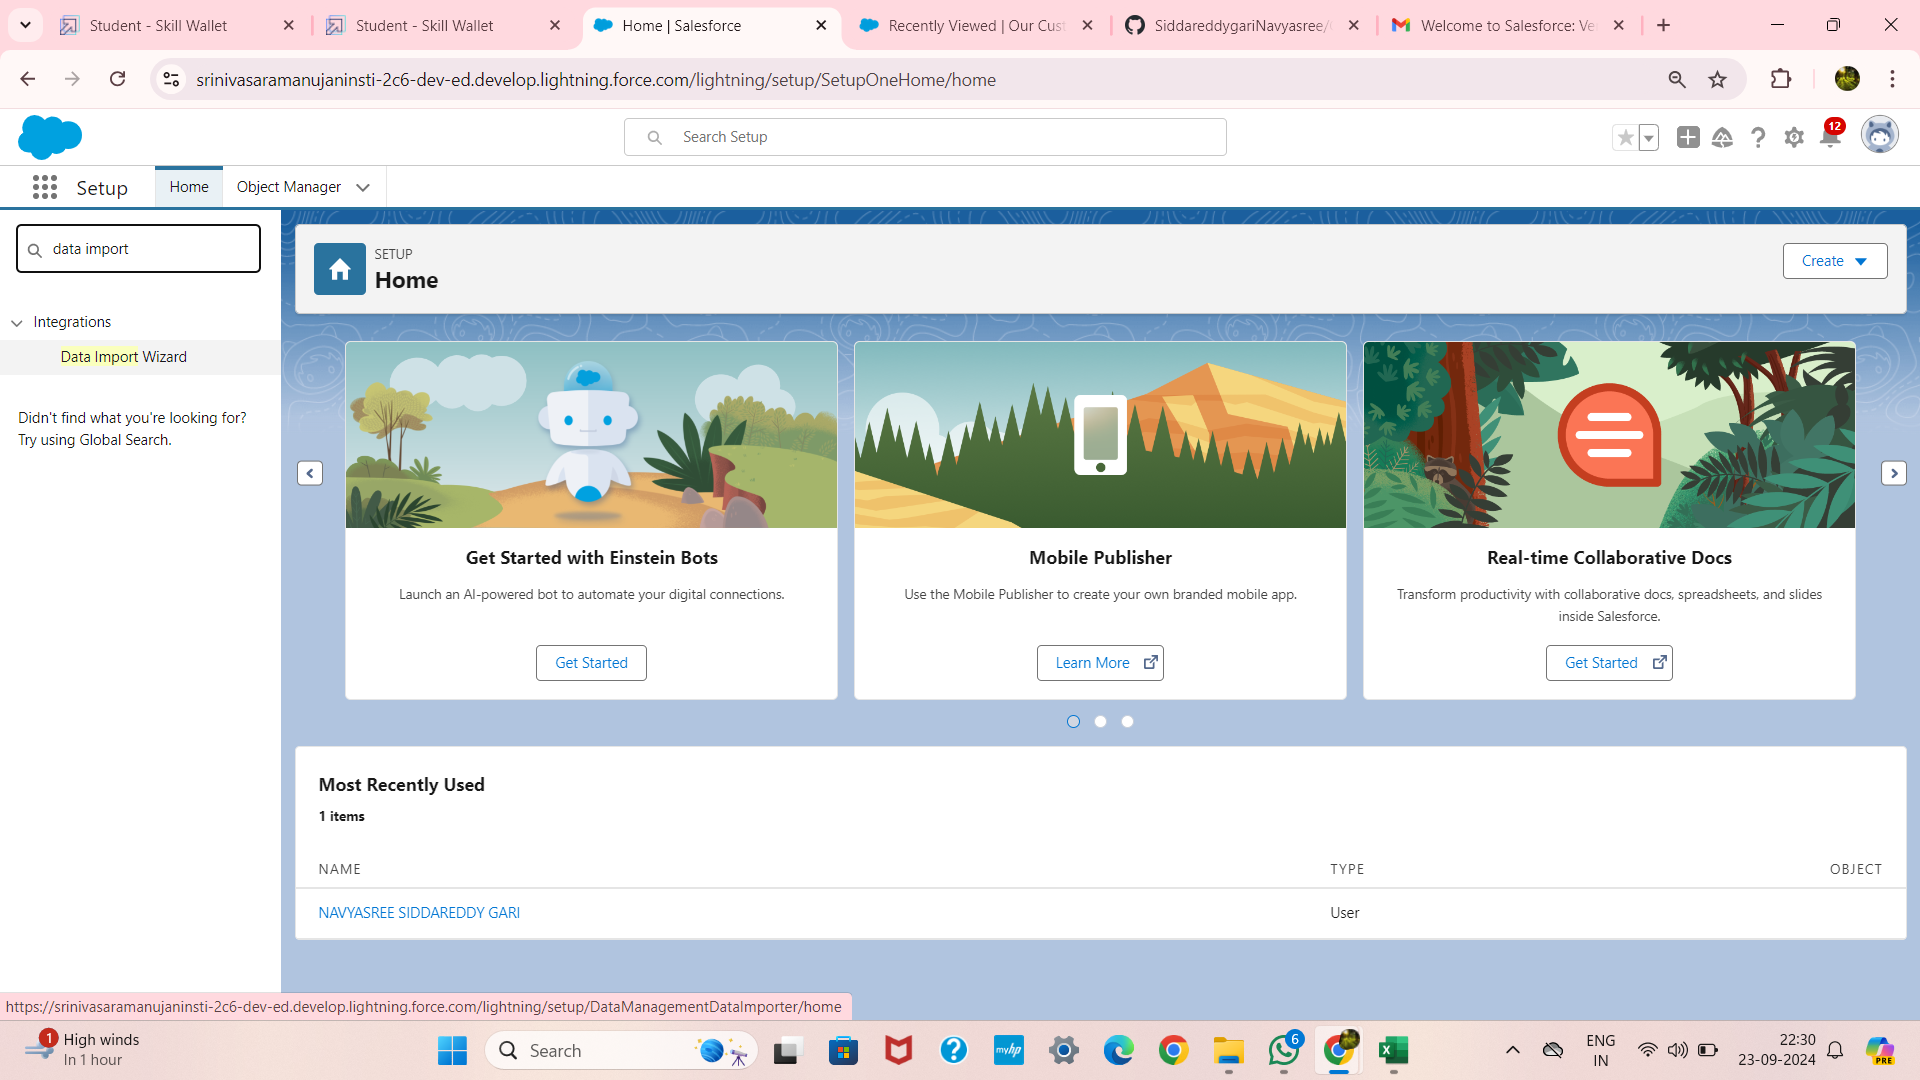 Student - Skill Wallet
Student - Skill Wallet
Home | Salesforce
Recently Viewed | Our Cust
SiddareddygariNavyasree/
Welcome to Salesforce: Ve
srinivasaramanujaninsti-2c6-dev-ed.develop.lightning.force.com/lightning/setup/SetupOneHome/home
Search Setup
12
Setup
Home
Object Manager
data import
SETUP
Home
Create
Integrations
Data Import Wizard
Didn't find what you're looking for?
Try using Global Search.
Get Started with Einstein Bots
Launch an AI-powered bot to automate your digital connections.
Get Started
Mobile Publisher
Use the Mobile Publisher to create your own branded mobile app.
Learn More
Real-time Collaborative Docs
Transform productivity with collaborative docs, spreadsheets, and slides
inside Salesforce.
Get Started
Most Recently Used
1 items
NAME
TYPE
OBJECT
NAVYASREE SIDDAREDDY GARI
User
https://srinivasaramanujaninsti-2c6-dev-ed.develop.lightning.force.com/lightning/setup/DataManagementDataImporter/home
1
High winds
In 1 hour
Search
myhp
6
ENG
IN
22:30
23-09-2024
PRE